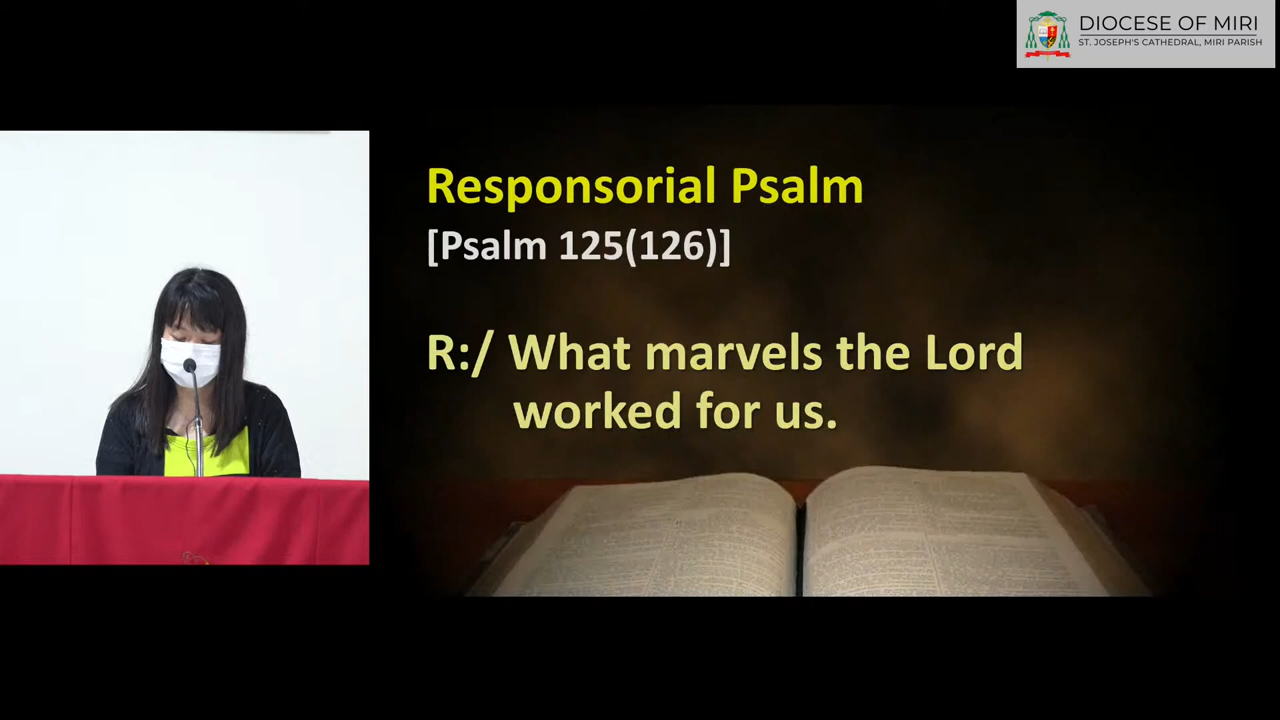 DIOCESE OF MIRI
ST. JOSEPH'S CATHEDRAL, MIRI PARISH
Responsorial Psalm
[Psalm 125(126)]
R:/ What marvels the Lord
worked for us.